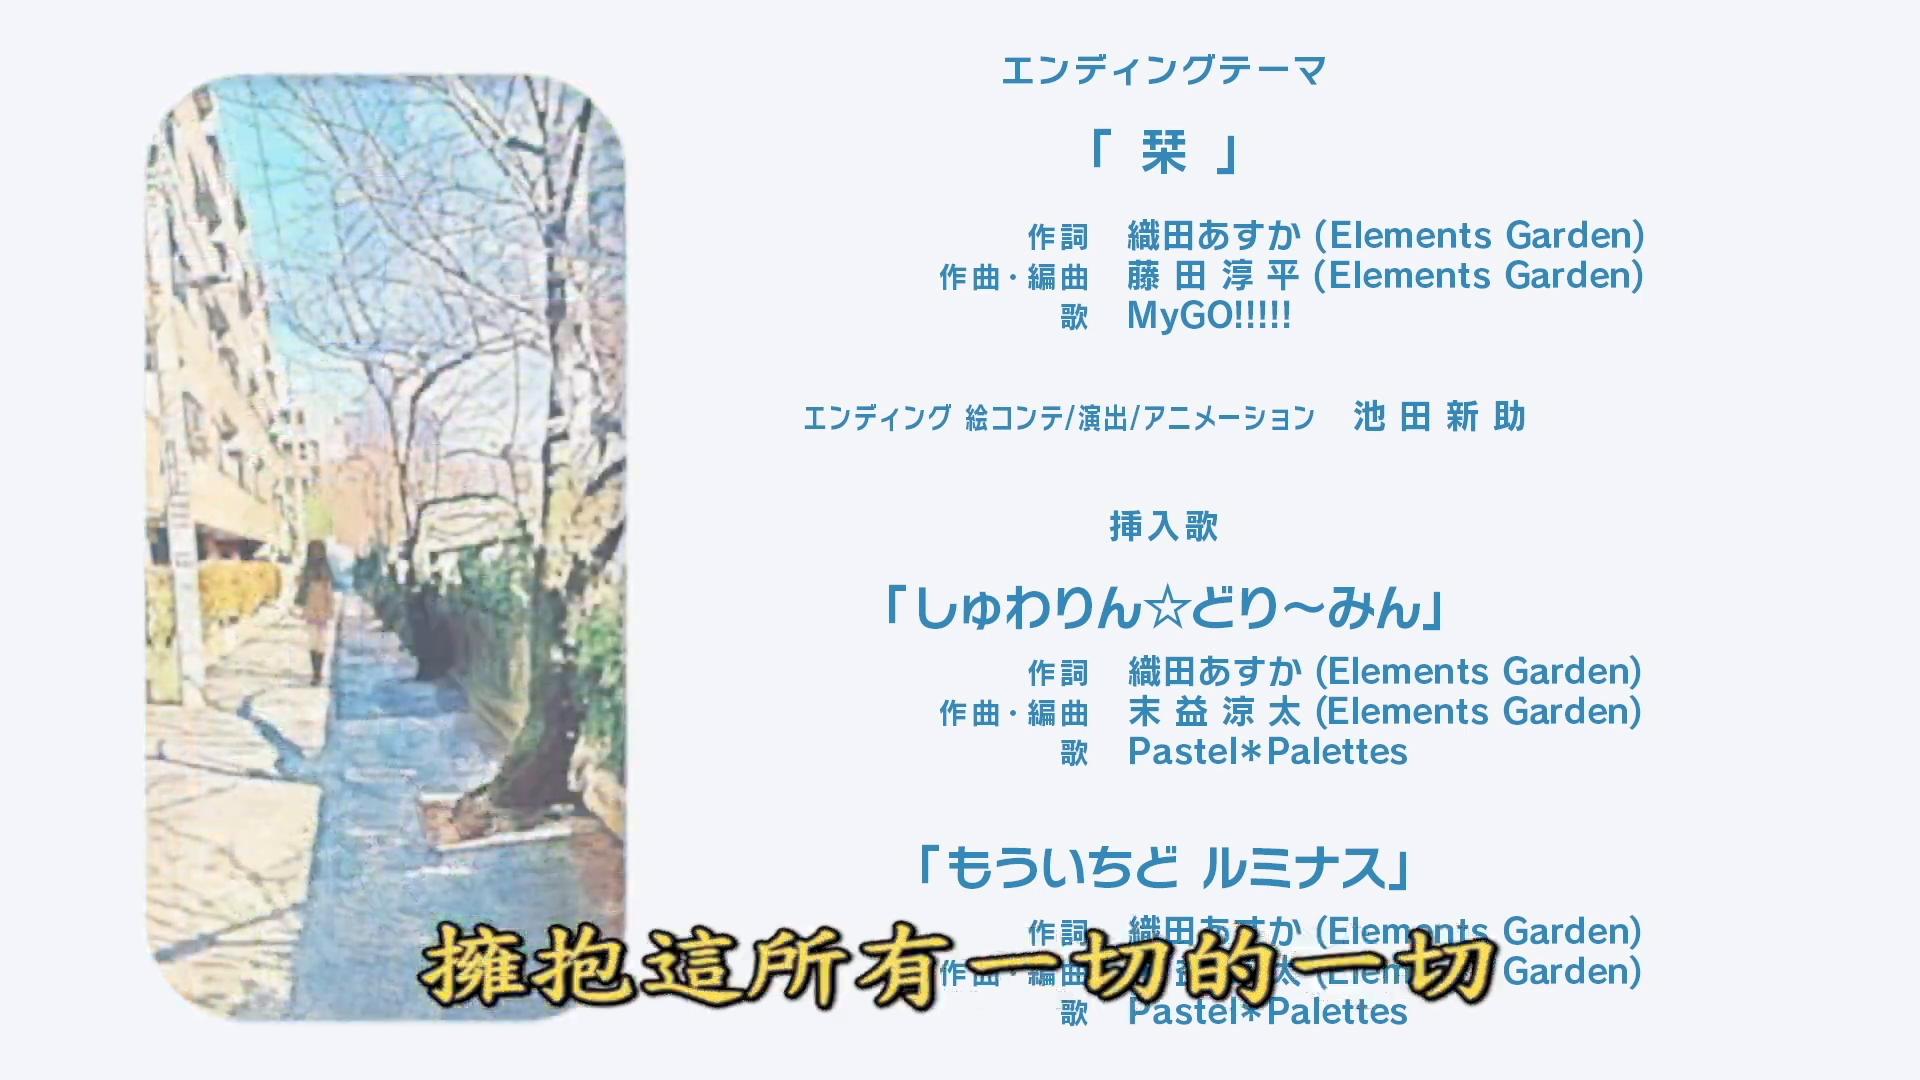 エンディングテーマ
「 栞 」
作詞 織田あすか (Elements Garden)
作曲・編曲 藤田淳平 (Elements Garden)
歌 MyGO!!!!!
エンディング 絵コンテ/演出/アニメーション 池田新助
挿入歌
「しゅわりん☆どり～みん」
作詞 織田あすか (Elements Garden)
作曲・編曲 末益涼太 (Elements Garden)
歌 Pastel*Palettes
「もういちど ルミナス」
作詞 織田あすか (Elements Garden)
作曲・編曲 益 太 (Elem Garden)
歌 Pastel*Palettes
擁抱這所有一切的一切